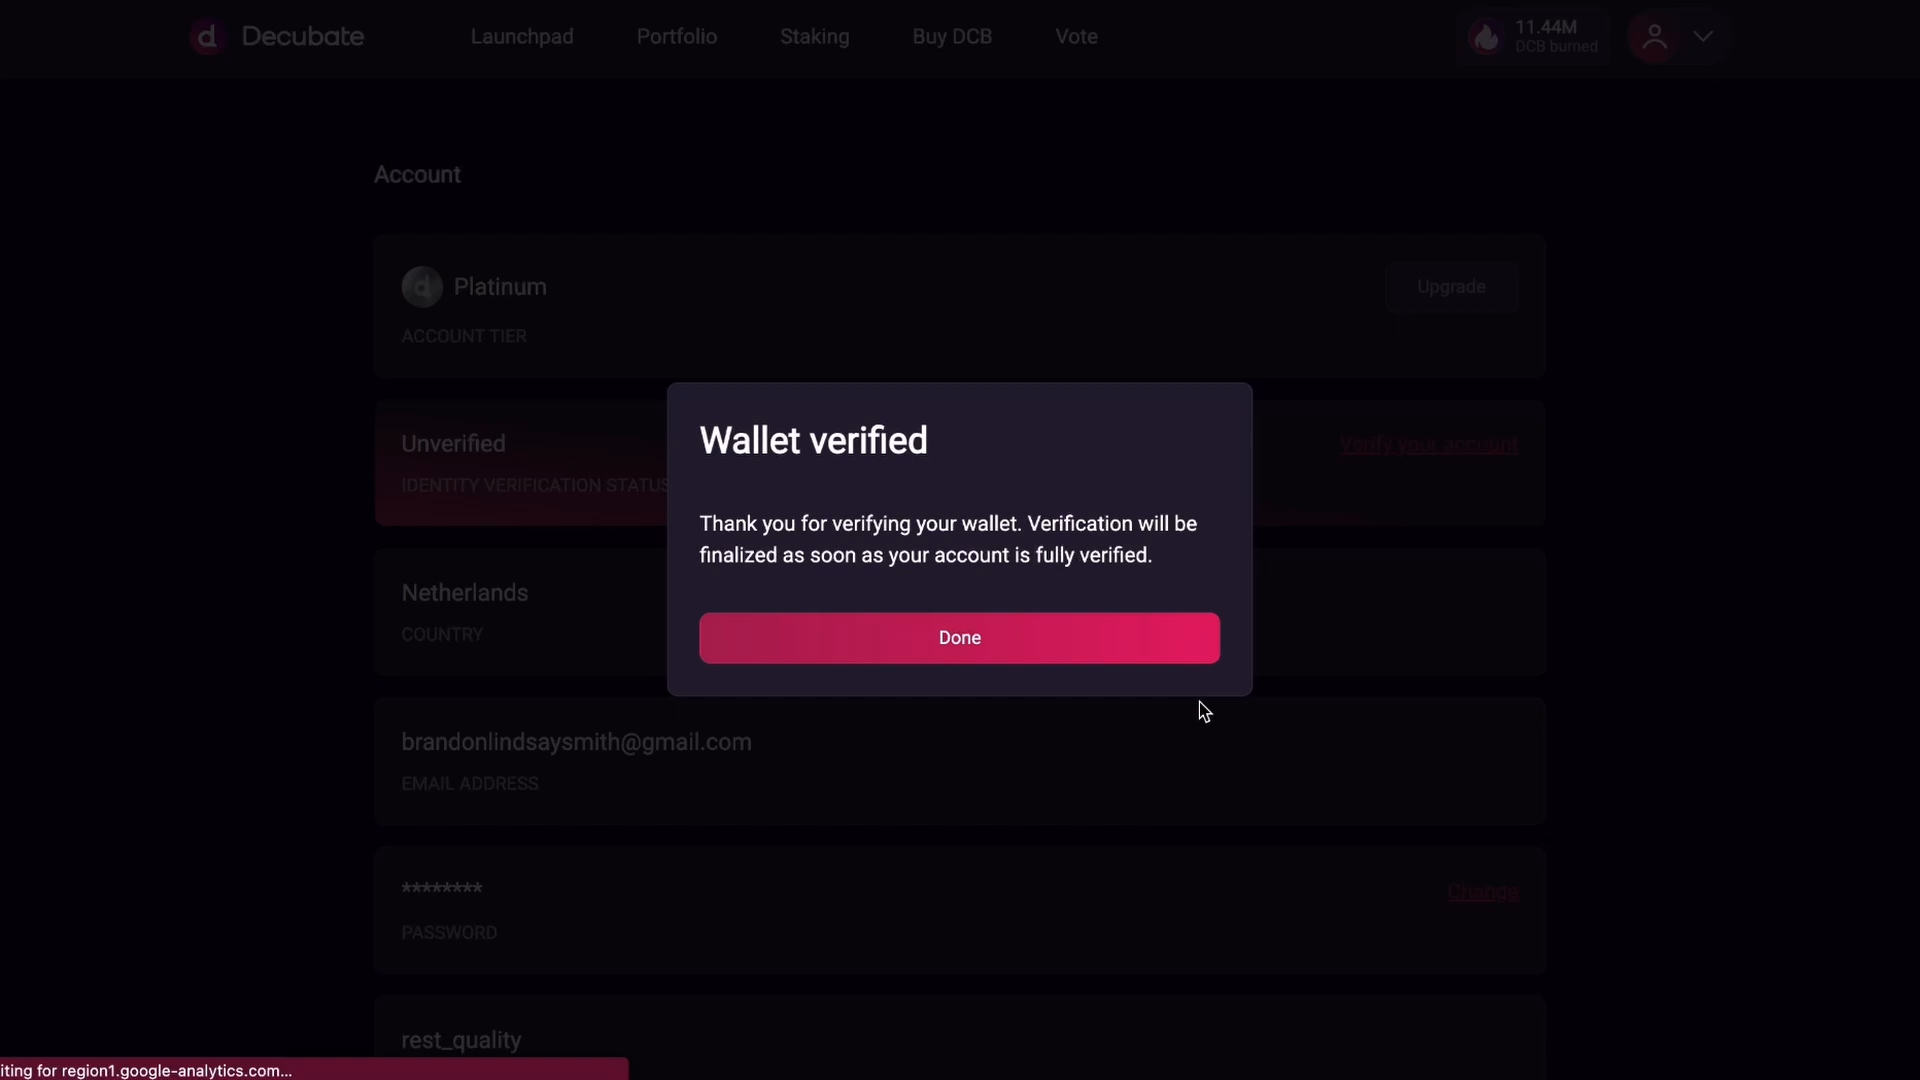 Decubate
Launchpad
Portfolio
Staking
Buy DCB
Vote
11.44M
DCB burned
Account
Platinum
Upgrade
ACCOUNT TIER
Unverified
Verify your account
IDENTITY VERIFICATION STATUS
Wallet verified
Thank you for verifying your wallet. Verification will be
finalized as soon as your account is fully verified.
Done
Netherlands
COUNTRY
brandonlindsaysmith@gmail.com
EMAIL ADDRESS
********
Change
PASSWORD
rest_quality
iting for region1.google-analytics.com...